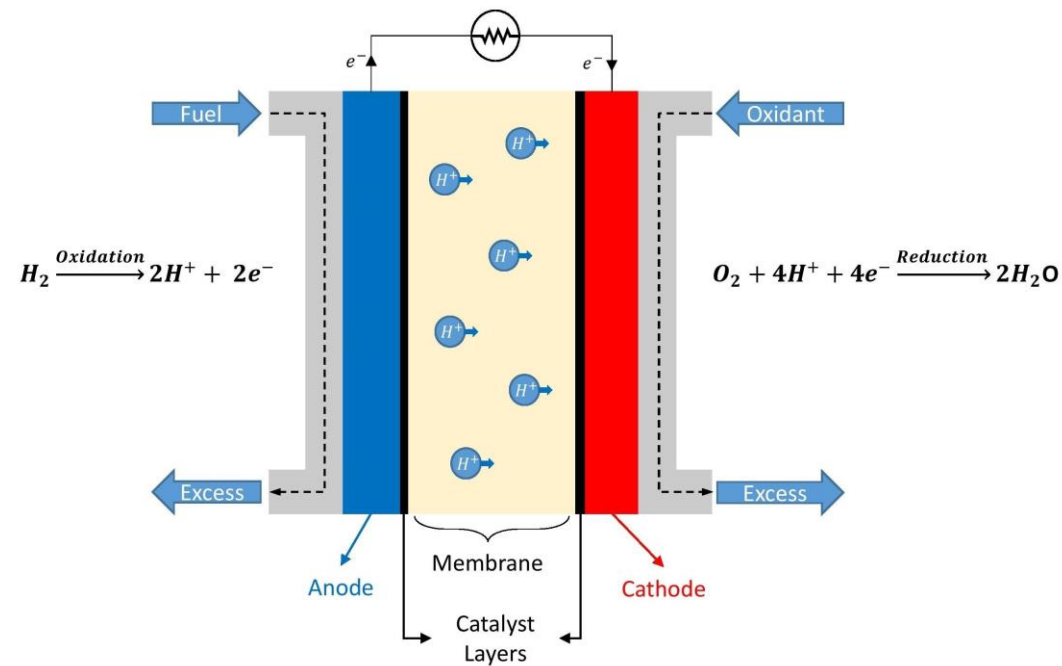 e⁻
e⁻
Fuel
Oxidant
H⁺
H⁺
H⁺
H⁺
H⁺
H⁺
H₂ Oxidation⟶ 2H⁺ + 2e⁻
O₂ + 4H⁺ + 4e⁻ Reduction⟶ 2H₂O
Excess
Excess
Membrane
Anode
Cathode
Catalyst
Layers